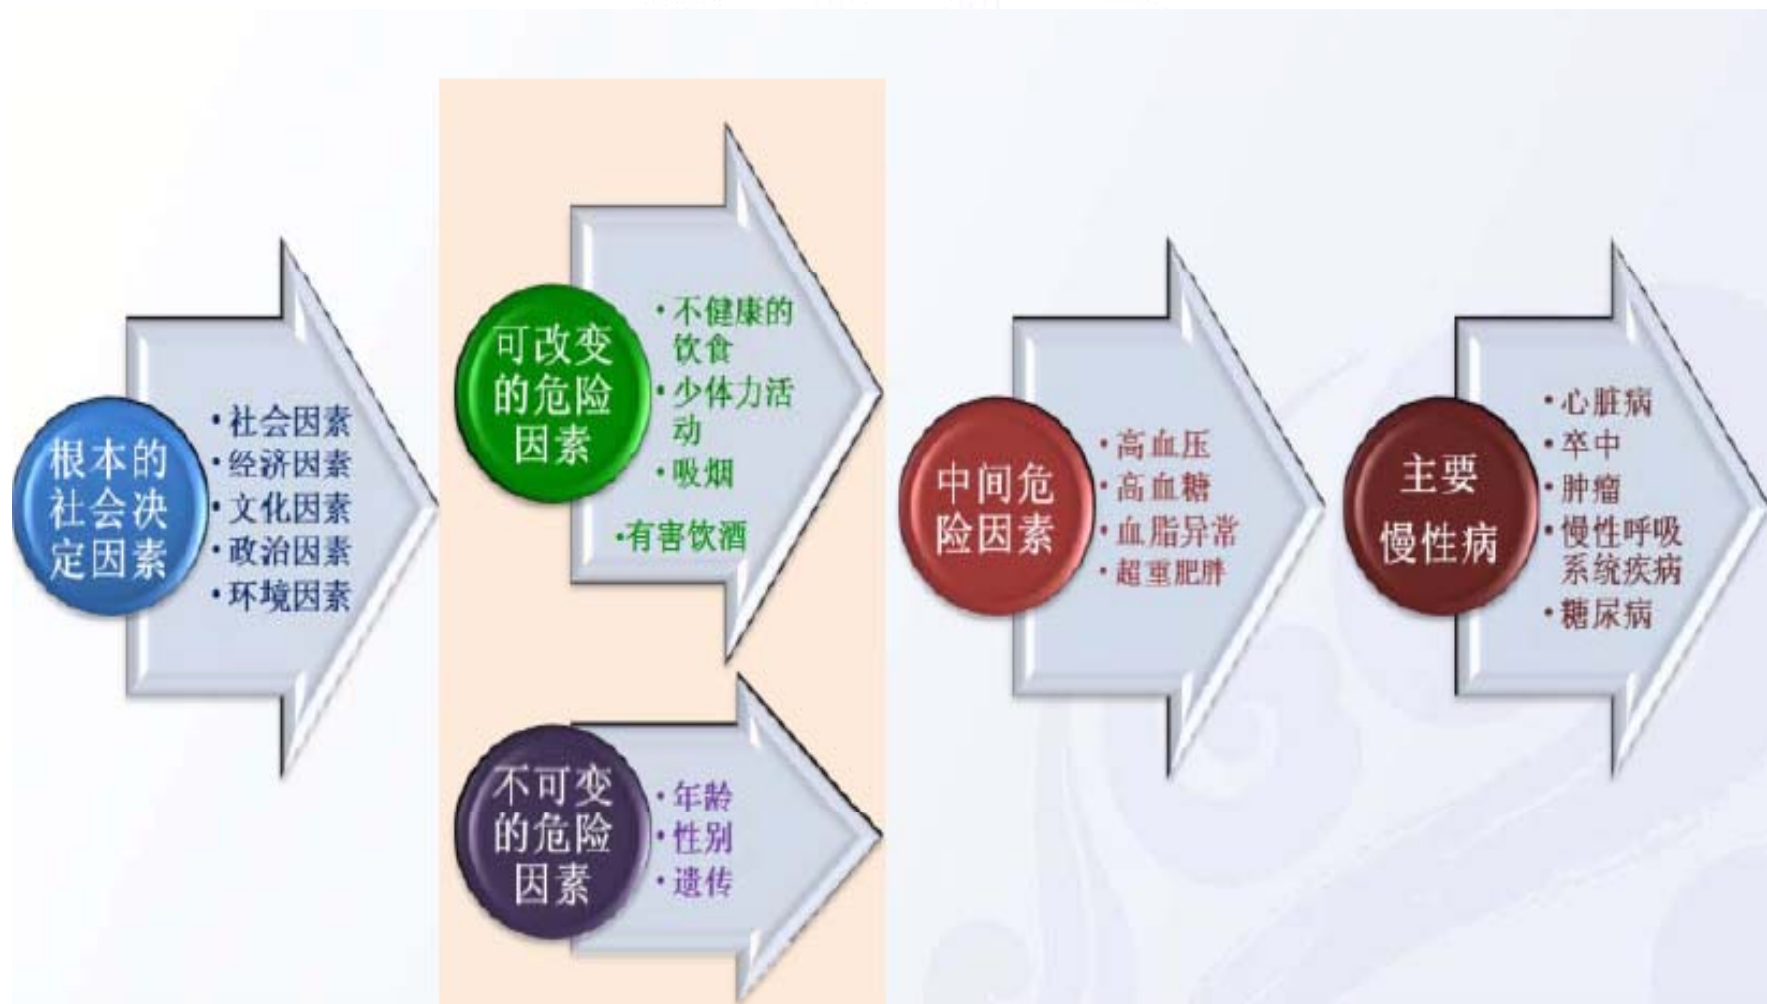 根本的
社会决
定因素
•社会因素
•经济因素
•文化因素
•政治因素
•环境因素
可改变
的危险
因素
•不健康的
饮食
•少体力活
动
•吸烟
•有害饮酒
不可变
的危险
因素
•年龄
•性别
•遗传
中间危
险因素
•高血压
•高血糖
•血脂异常
•超重肥胖
主要
慢性病
•心脏病
•卒中
•肿瘤
•慢性呼吸
系统疾病
•糖尿病